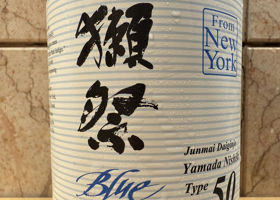 獺祭
From
New
York
Blue
Junmai Daiginjo
Yamada Nishiki
Type 50